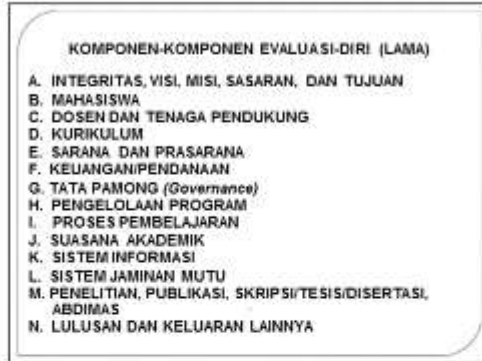 KOMPONEN-KOMPONEN EVALUASI-DIRI (LAMA)
A. INTEGRITAS, VISI, MISI, SASARAN, DAN TUJUAN
B. MAHASISWA
C. DOSEN DAN TENAGA PENDUKUNG
D. KURIKULUM
E. SARANA DAN PRASARANA
F. KEUANGAN/PENDANAAN
G. TATA PAMONG (Governance)
H. PENGELOLAAN PROGRAM
I. PROSES PEMBELAJARAN
J. SUASANA AKADEMIK
K. SISTEM INFORMASI
L. SISTEM JAMINAN MUTU
M. PENELITIAN, PUBLIKASI, SKRIPSI/TESIS/DISERTASI,
ABDIMAS
N. LULUSAN DAN KELUARAN LAINNYA